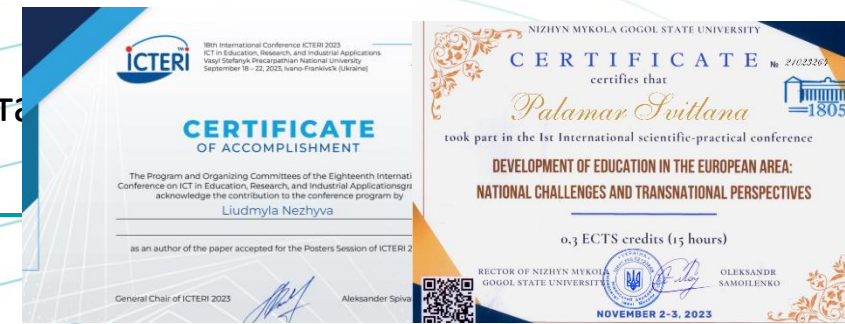 та
ICTERI
18th International Conference ICTERI 2023
ICT in Education, Research, and Industrial Applications
Vasyl Stefanyk Precarpathian National University
September 18 – 22, 2023, Ivano-Frankivs'k (Ukraine)
CERTIFICATE
OF ACCOMPLISHMENT
The Program and Organizing Committees of the Eighteenth Internati
Conference on ICT in Education, Research, and Industrial Applicationsgra
acknowledge the contribution to the conference program by
Liudmyla Nezhyva
as an author of the paper accepted for the Posters Session of ICTERI 2
General Chair of ICTERI 2023
Aleksander Spiva
NIZHYN MYKOLA GOGOL STATE UNIVERSITY
CERTIFICATE № 21023264
certifies that
Palamar Svitlana
1805
took part in the Ist International scientific-practical conference
DEVELOPMENT OF EDUCATION IN THE EUROPEAN AREA:
NATIONAL CHALLENGES AND TRANSNATIONAL PERSPECTIVES
0,3 ECTS credits (15 hours)
RECTOR OF NIZHYN MYKOLA
GOGOL STATE UNIVERSITY
OLEKSANDR
SAMOILENKO
NOVEMBER 2-3, 2023